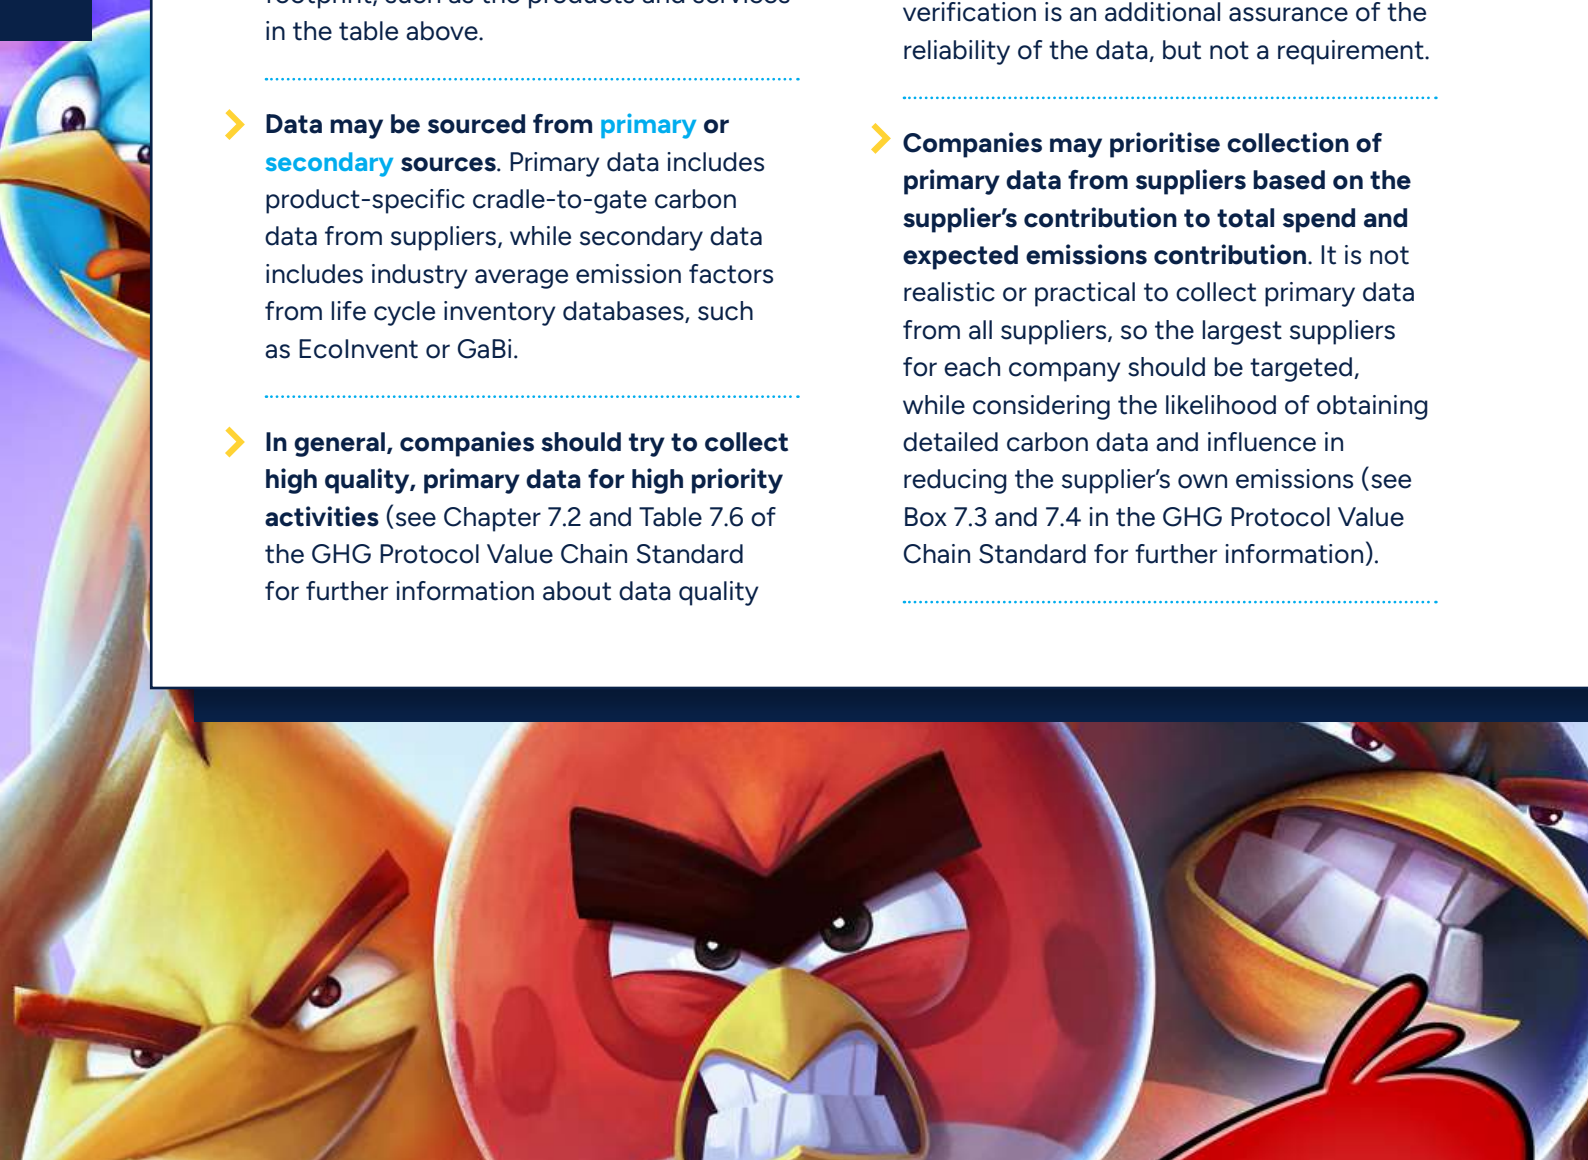 footprint, such as the products and services
in the table above.
Data may be sourced from primary or
secondary sources. Primary data includes
product-specific cradle-to-gate carbon
data from suppliers, while secondary data
includes industry average emission factors
from life cycle inventory databases, such
as EcoInvent or GaBi.
In general, companies should try to collect
high quality, primary data for high priority
activities (see Chapter 7.2 and Table 7.6 of
the GHG Protocol Value Chain Standard
for further information about data quality
verification is an additional assurance of the
reliability of the data, but not a requirement.
Companies may prioritise collection of
primary data from suppliers based on the
supplier’s contribution to total spend and
expected emissions contribution. It is not
realistic or practical to collect primary data
from all suppliers, so the largest suppliers
for each company should be targeted,
while considering the likelihood of obtaining
detailed carbon data and influence in
reducing the supplier’s own emissions (see
Box 7.3 and 7.4 in the GHG Protocol Value
Chain Standard for further information).